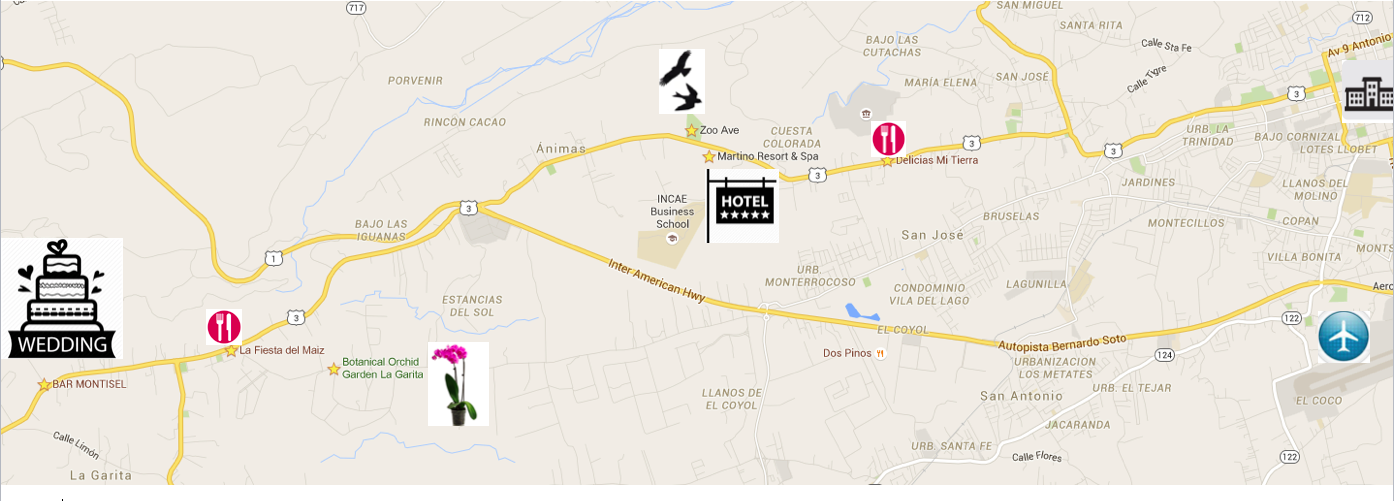 717
SAN MIGUEL
SANTA RITA
712
BAJO LAS
CUTACHAS
Calle Sta Fe
Av 9 Antonio
PORVENIR
MARÍA ELENA
SAN JOSÉ
Calle Tigre
3
RINCON CACAO
Zoo Ave
CUESTA
COLORADA
URB. LA
TRINIDAD
BAJO CORNIZAL
LOTES LLOBET
Ánimas
Martino Resort & Spa
3
3
Delicias Mi Tierra
3
JARDINES
LLANOS DEL
MOLINO
3
INCAE
Business
School
HOTEL
BRUSELAS
MONTECILLOS
COPAN
BAJO LAS
IGUANAS
San José
MONTS
1
VILLA BONITA
Inter American Hwy
URB.
MONTERROCOSO
CONDOMINIO
VILA DEL LAGO
LAGUNILLA
Aero
ESTANCIAS
DEL SOL
3
122
WEDDING
EL COYOL
Autopista Bernardo Soto
La Fiesta del Maiz
Dos Pinos
124
Botanical Orchid
Garden La Garita
URBANIZACION
LOS METATES
BAR MONTISEL
URB. EL TEJAR
LLANOS DE
EL COYOL
San Antonio
EL COCO
JACARANDA
Calle Limón
URB. SANTA FE
Calle Flores
122
La Garita